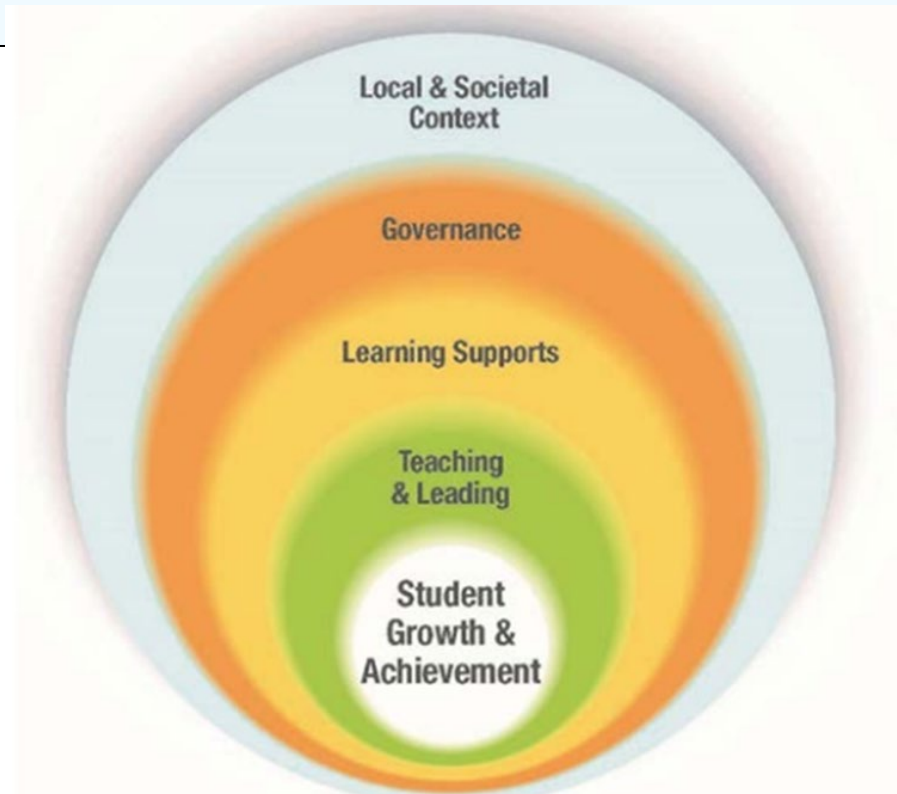 Local & Societal
Context
Governance
Learning Supports
Teaching
& Leading
Student
Growth &
Achievement